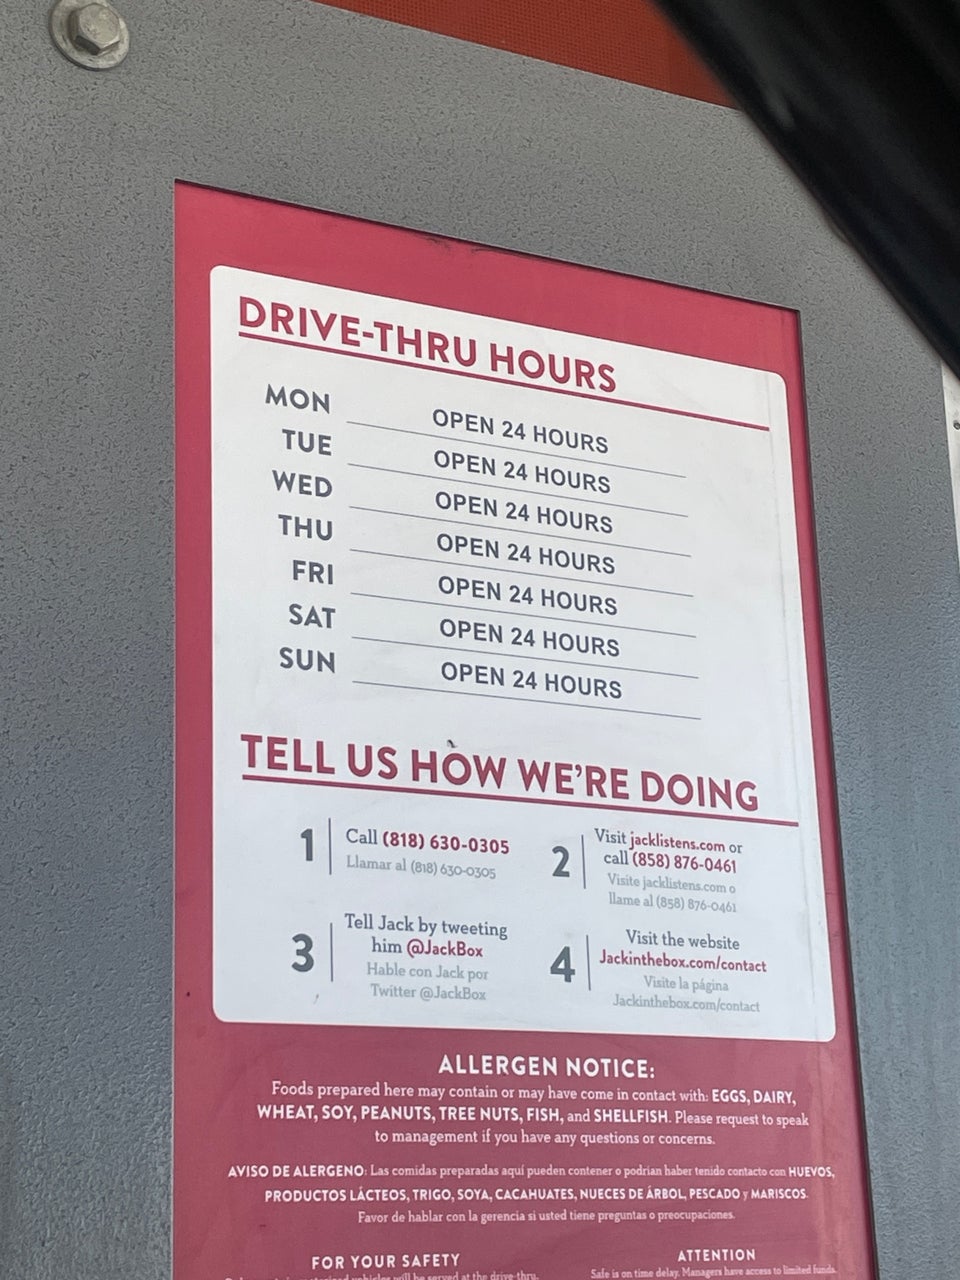 DRIVE-THRU HOURS
MON OPEN 24 HOURS
TUE OPEN 24 HOURS
WED OPEN 24 HOURS
THU OPEN 24 HOURS
FRI OPEN 24 HOURS
SAT OPEN 24 HOURS
SUN OPEN 24 HOURS
TELL US HOW WE'RE DOING
1
Call (818) 630-0305
Llamar al (818) 630-0305
2
Visit jacklistens.com or
call (858) 876-0461
Visite jacklistens.com o
llame al (858) 876-0461
3
Tell Jack by tweeting
him @JackBox
Hable con Jack por
Twitter @JackBox
4
Visit the website
Jackinthebox.com/contact
Visite la página
Jackinthebox.com/contact
ALLERGEN NOTICE:
Foods prepared here may contain or may have come in contact with: EGGS, DAIRY,
WHEAT, SOY, PEANUTS, TREE NUTS, FISH, and SHELLFISH. Please request to speak
to management if you have any questions or concerns.
AVISO DE ALERGENO: Las comidas preparadas aquí pueden contener o podrían haber tenido contacto con HUEVOS,
PRODUCTOS LÁCTEOS, TRIGO, SOYA, CACAHUATES, NUECES DE ÁRBOL, PESCADO y MARISCOS.
Favor de hablar con la gerencia si usted tiene preguntas o preocupaciones.
FOR YOUR SAFETY
vehicles will be served at the drive-thru.
ATTENTION
Safe is on time delay. Managers have access to limited funds.